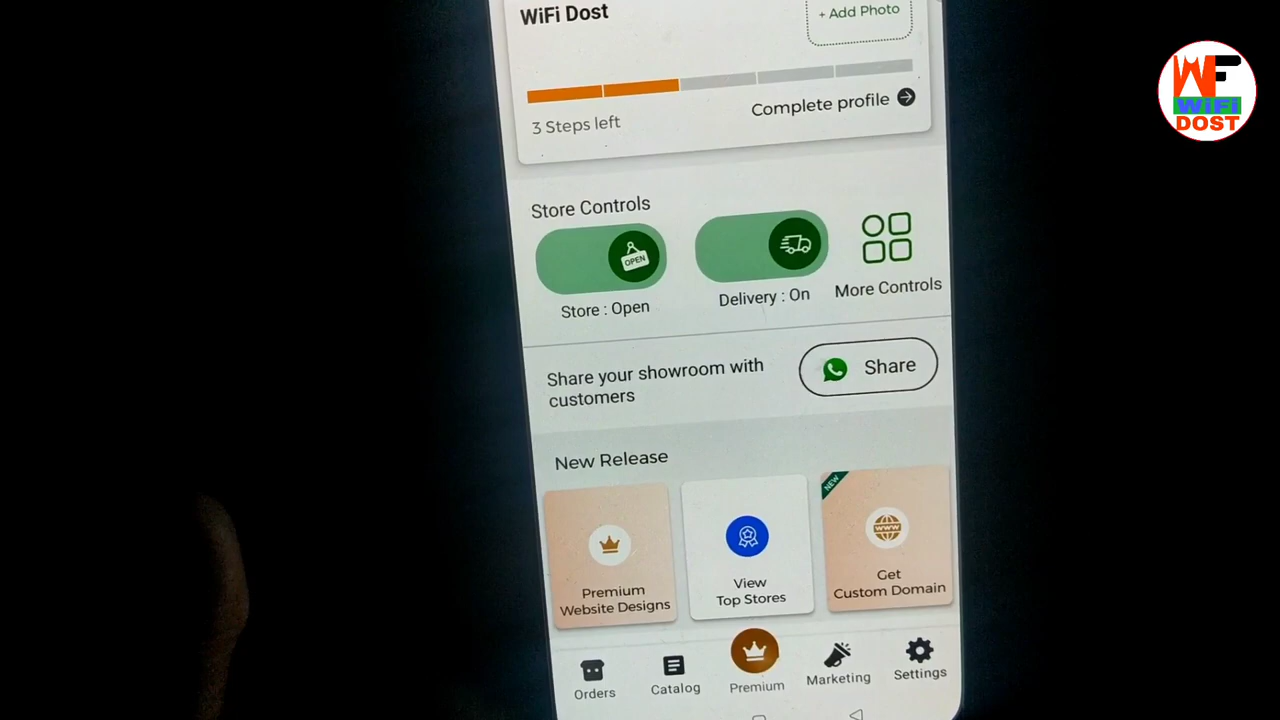 WiFi Dost
+ Add Photo
3 Steps left
Complete profile
Store Controls
OPEN
Store : Open
Delivery : On
More Controls
Share your showroom with
customers
Share
New Release
Premium
Website Designs
View
Top Stores
NEW
WWW
Get
Custom Domain
Orders
Catalog
Premium
Marketing
Settings
WF
WiFi
DOST